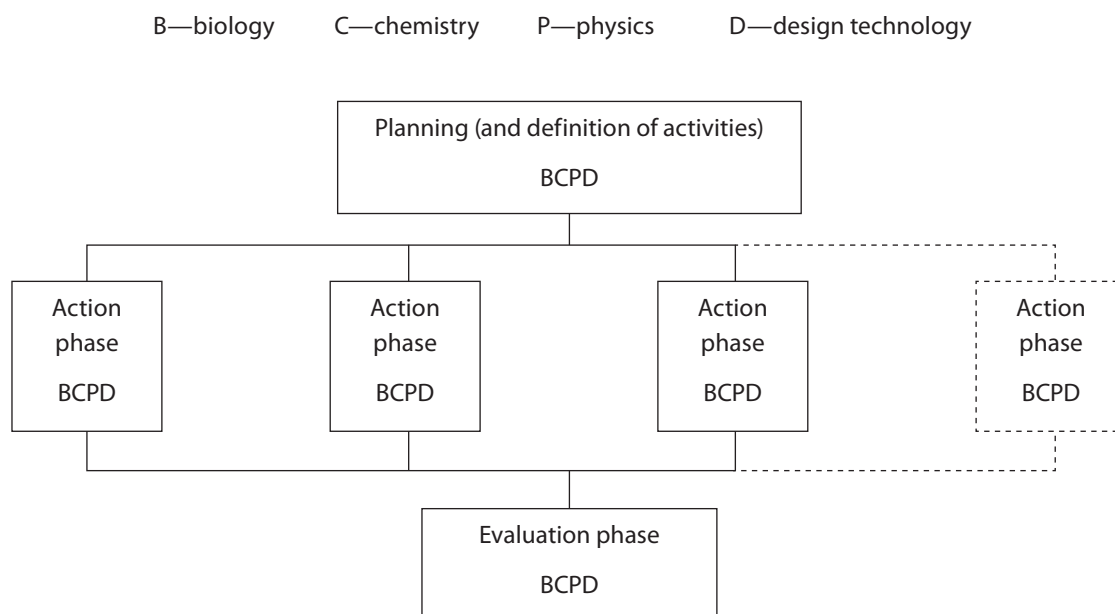 B—biology C—chemistry P—physics D—design technology
Planning (and definition of activities)
BCPD
Action
phase
BCPD
Action
phase
BCPD
Action
phase
BCPD
Action
phase
BCPD
Evaluation phase
BCPD